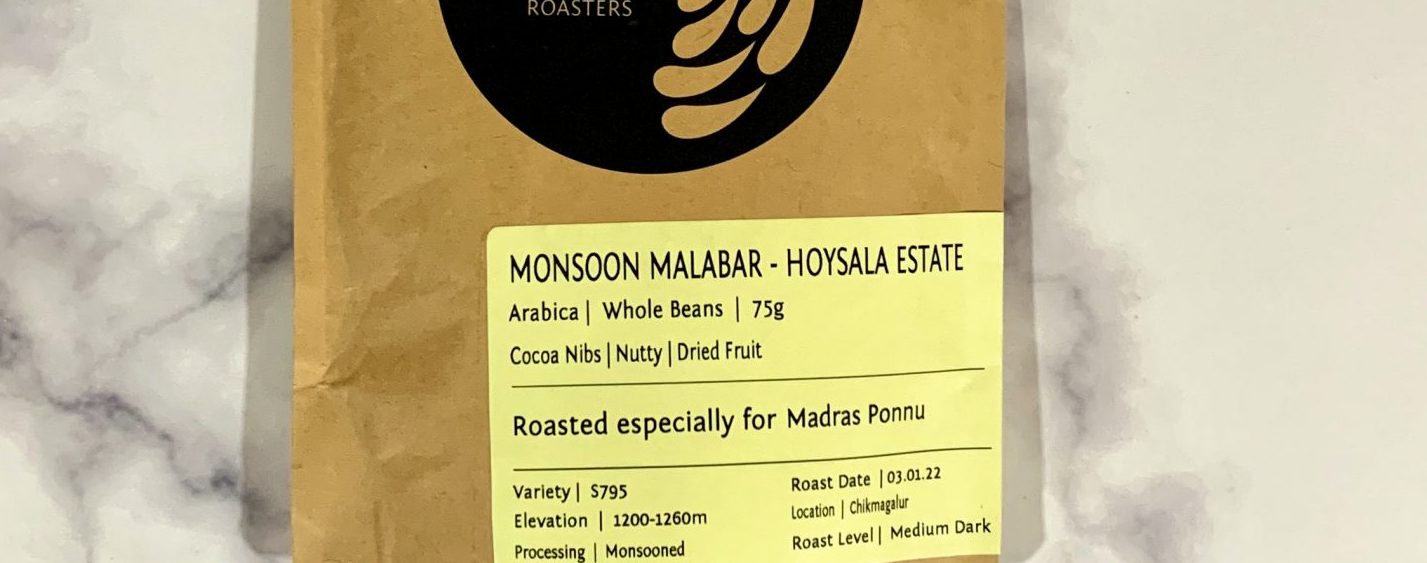 ROASTERS
MONSOON MALABAR - HOYSALA ESTATE
Arabica | Whole Beans | 75g
Cocoa Nibs | Nutty | Dried Fruit
Roasted especially for Madras Ponnu
Variety | S795
Elevation | 1200-1260m
Processing | Monsooned
Roast Date | 03.01.22
Location | Chikmagalur
Roast Level | Medium Dark